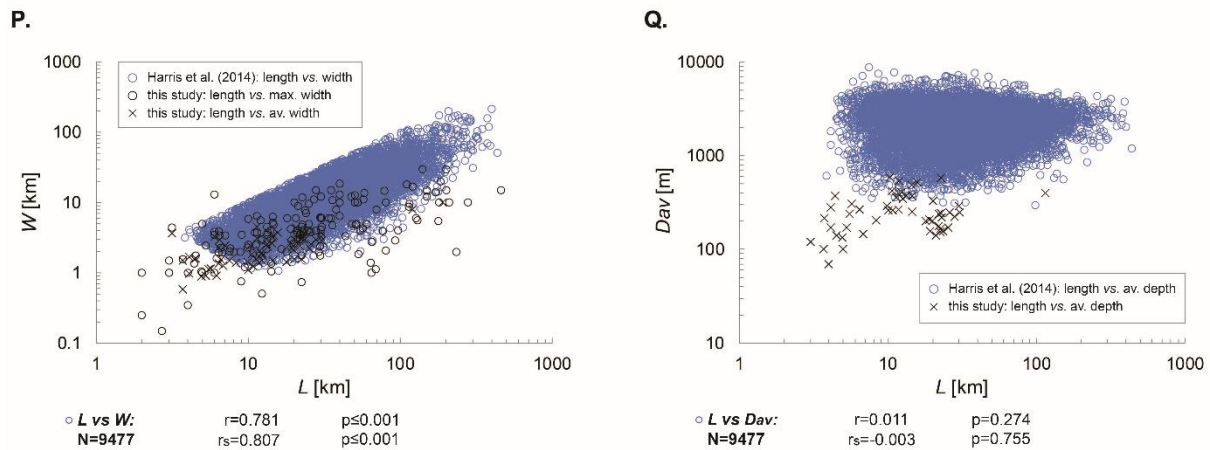 P.
1000
100
10
1
0.1
W [km]
Harris et al. (2014): length vs. width
this study: length vs. max. width
this study: length vs. av. width
1 10 100 1000
L [km]
L vs W: r=0.781 p≤0.001
N=9477 rs=0.807 p≤0.001
Q.
10000
1000
100
10
Dav [m]
Harris et al. (2014): length vs. av. depth
this study: length vs. av. depth
1 10 100 1000
L [km]
L vs Dav: r=0.011 p=0.274
N=9477 rs=-0.003 p=0.755